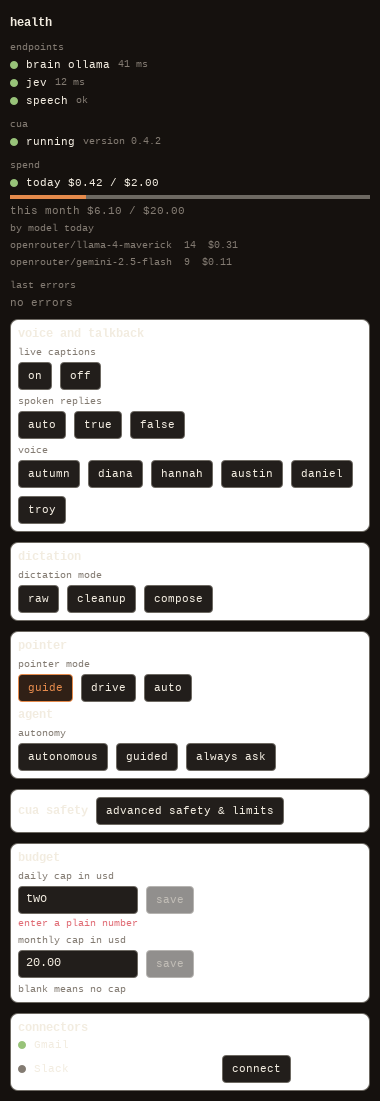 health
endpoints
brain ollama 41 ms
jev 12 ms
speech ok
cua
running version 0.4.2
spend
today $0.42 / $2.00
this month $6.10 / $20.00
by model today
openrouter/llama-4-maverick 14 $0.31
openrouter/gemini-2.5-flash 9 $0.11
last errors
no errors
voice and talkback
live captions
on off
spoken replies
auto true false
voice
autumn diana hannah austin daniel
troy
dictation
dictation mode
raw cleanup compose
pointer
pointer mode
guide drive auto
agent
autonomy
autonomous guided always ask
cua safety advanced safety & limits
budget
daily cap in usd
two save
enter a plain number
monthly cap in usd
20.00 save
blank means no cap
connectors
Gmail
Slack connect